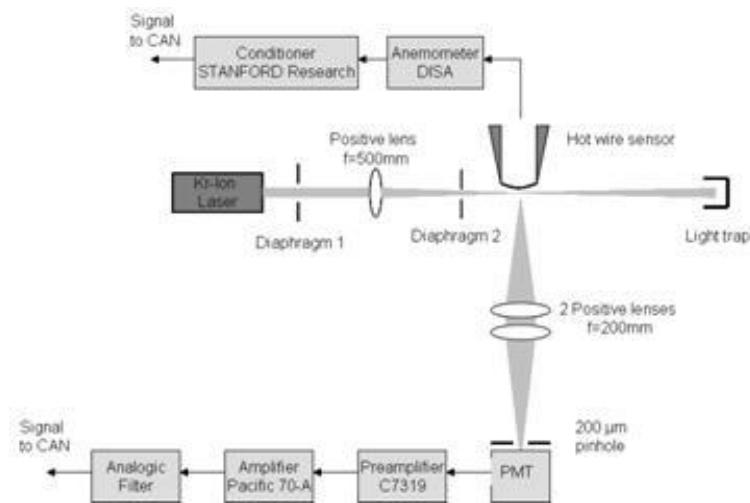 Signal
to CAN
Conditioner
STANFORD Research
Anemometer
DISA
Positive lens
f=500mm
Hot wire sensor
Kr-Ion
Laser
Diaphragm 1
Diaphragm 2
Light trap
2 Positive lenses
f=200mm
Signal
to CAN
200 µm
pinhole
Analogic
Filter
Amplifier
Pacific 70-A
Preamplifier
C7319
PMT